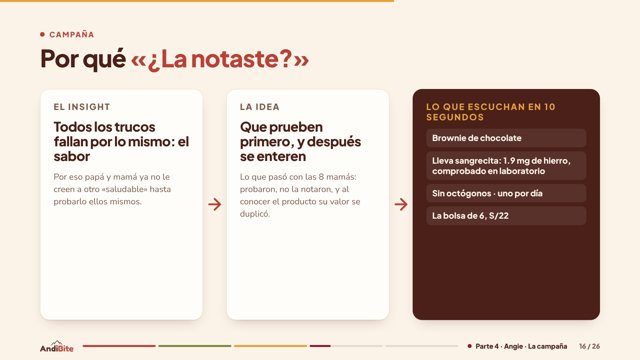 CAMPAÑA
Por qué «¿La notaste?»
EL INSIGHT
Todos los trucos
fallan por lo mismo: el
sabor
Por eso papá y mamá ya no le
creen a otro «saludable» hasta
probarlo ellos mismos.
LA IDEA
Que prueben
primero, y después
se enteren
Lo que pasó con las 8 mamás:
probaron, no la notaron, y al
conocer el producto su valor se
duplicó.
LO QUE ESCUCHAN EN 10
SEGUNDOS
Brownie de chocolate
Lleva sangrecita: 1.9 mg de hierro,
comprobado en laboratorio
Sin octógonos · uno por día
La bolsa de 6, S/22
AndiBite
Parte 4 · Angie · La campaña
16 / 26